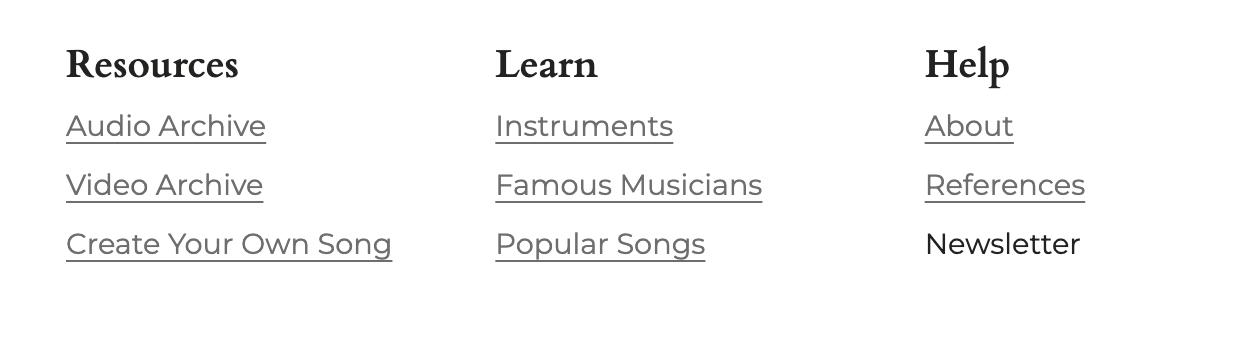 Resources
Audio Archive
Video Archive
Create Your Own Song
Learn
Instruments
Famous Musicians
Popular Songs
Help
About
References
Newsletter